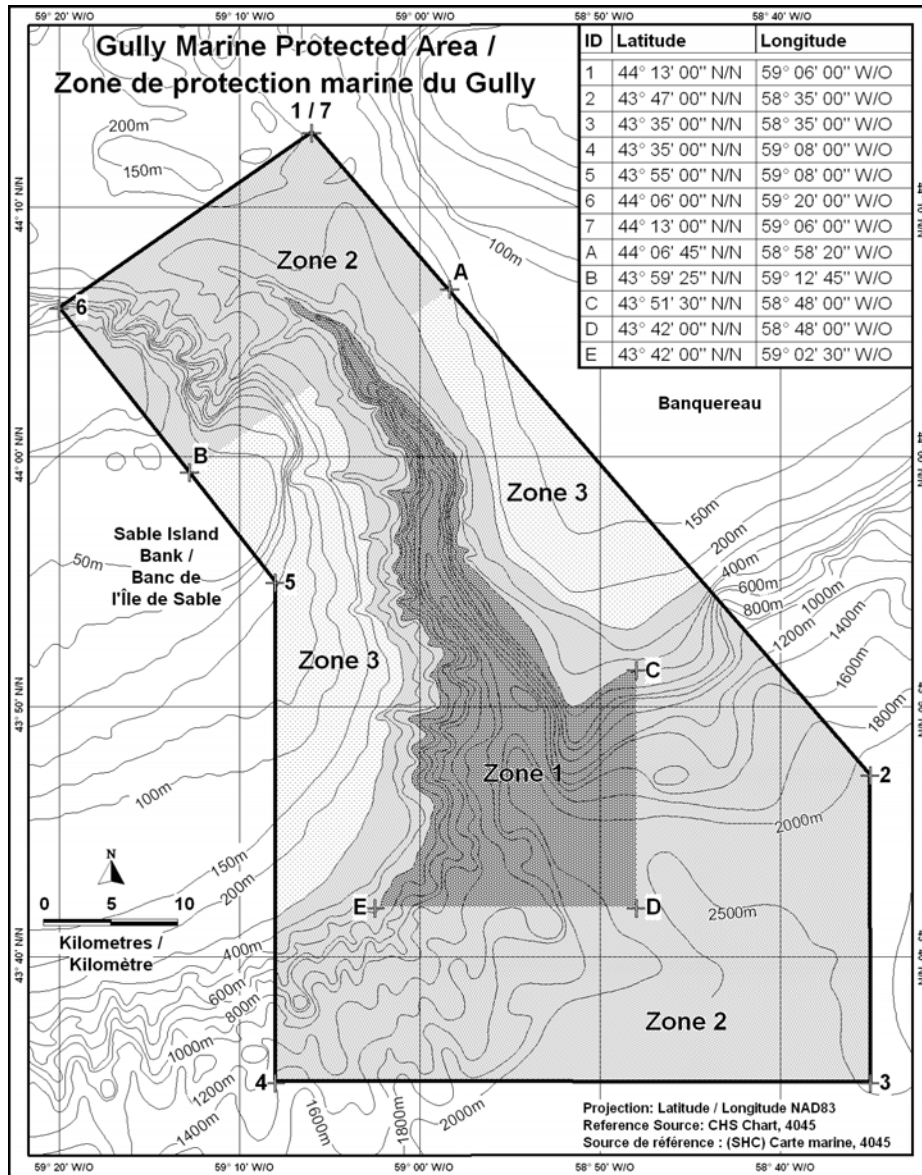 59° 20' W/O 59° 10' W/O 59° 00' W/O 58° 50' W/O 58° 40' W/O
Gully Marine Protected Area /
Zone de protection marine du Gully
ID Latitude Longitude
1 44° 13' 00" N/N 59° 06' 00" W/O
2 43° 47' 00" N/N 58° 35' 00" W/O
3 43° 35' 00" N/N 58° 35' 00" W/O
4 43° 35' 00" N/N 59° 08' 00" W/O
5 43° 55' 00" N/N 59° 08' 00" W/O
6 44° 06' 00" N/N 59° 20' 00" W/O
7 44° 13' 00" N/N 59° 06' 00" W/O
A 44° 06' 45" N/N 58° 58' 20" W/O
B 43° 59' 25" N/N 59° 12' 45" W/O
C 43° 51' 30" N/N 58° 48' 00" W/O
D 43° 42' 00" N/N 58° 48' 00" W/O
E 43° 42' 00" N/N 59° 02' 30" W/O
1 / 7
200m
150m
44° 10' N/N
44° 10' N/N
100m
Zone 2
A
6
Banquereau
B
44° 00' N/N
44° 00' N/N
Zone 3
150m
200m
400m
600m
800m
1000m
1200m
1400m
1600m
1800m
Sable Island
Bank /
Banc de
l'Île de Sable
50m
5
Zone 3
C
43° 50' N/N
43° 50' N/N
Zone 1
2
2000m
100m
150m
200m
N
0 5 10
Kilometres /
Kilomètre
E
D
2500m
43° 40' N/N
43° 40' N/N
400m
600m
800m
1000m
1200m
1400m
1600m
1800m
2000m
Zone 2
4
3
Projection: Latitude / Longitude NAD83
Reference Source: CHS Chart, 4045
Source de référence : (SHC) Carte marine, 4045
59° 20' W/O 59° 10' W/O 59° 00' W/O 58° 50' W/O 58° 40' W/O